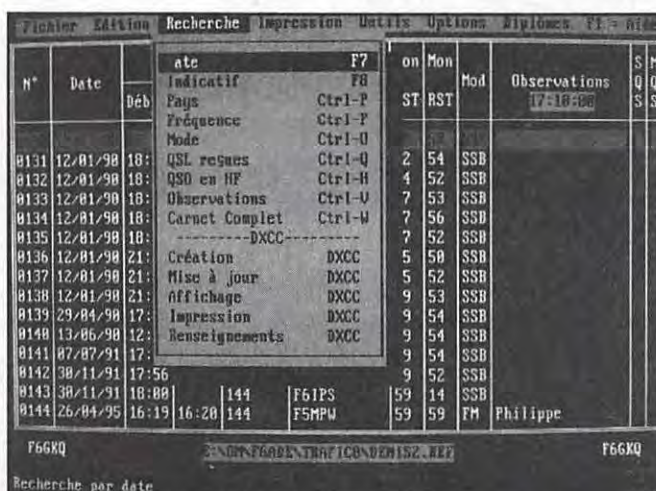 Fichier Edition Recherche Impression Outils Options Diplômes F1 = Aide
N° Date Déb on ST Mon RST Mod Observations 17:10:00 S Q S
ate F7
Indicatif F8
Pays Ctrl-P
Fréquence Ctrl-F
Mode Ctrl-O
QSL reçues Ctrl-Q
QSO en HF Ctrl-H
Observations Ctrl-V
Carnet Complet Ctrl-W
---------DXCC---------
Création DXCC
Mise à jour DXCC
Affichage DXCC
Impression DXCC
Renseignements DXCC
0131 12/01/90 18: 2 54 SSB
0132 12/01/90 18: 4 52 SSB
0133 12/01/90 18: 7 53 SSB
0134 12/01/90 18: 7 56 SSB
0135 12/01/90 18: 7 52 SSB
0136 12/01/90 21: 5 50 SSB
0137 12/01/90 21: 5 52 SSB
0138 12/01/90 21: 9 53 SSB
0139 29/04/90 17: 9 54 SSB
0140 13/06/90 12: 9 54 SSB
0141 07/07/91 17: 9 54 SSB
0142 30/11/91 17:56 9 52 SSB
0143 30/11/91 18:00 144 F6IPS 59 14 SSB
0144 26/04/95 16:19 16:20 144 F5MPW 59 59 FM Philippe
F6GKQ F6GKQ
Recherche par date